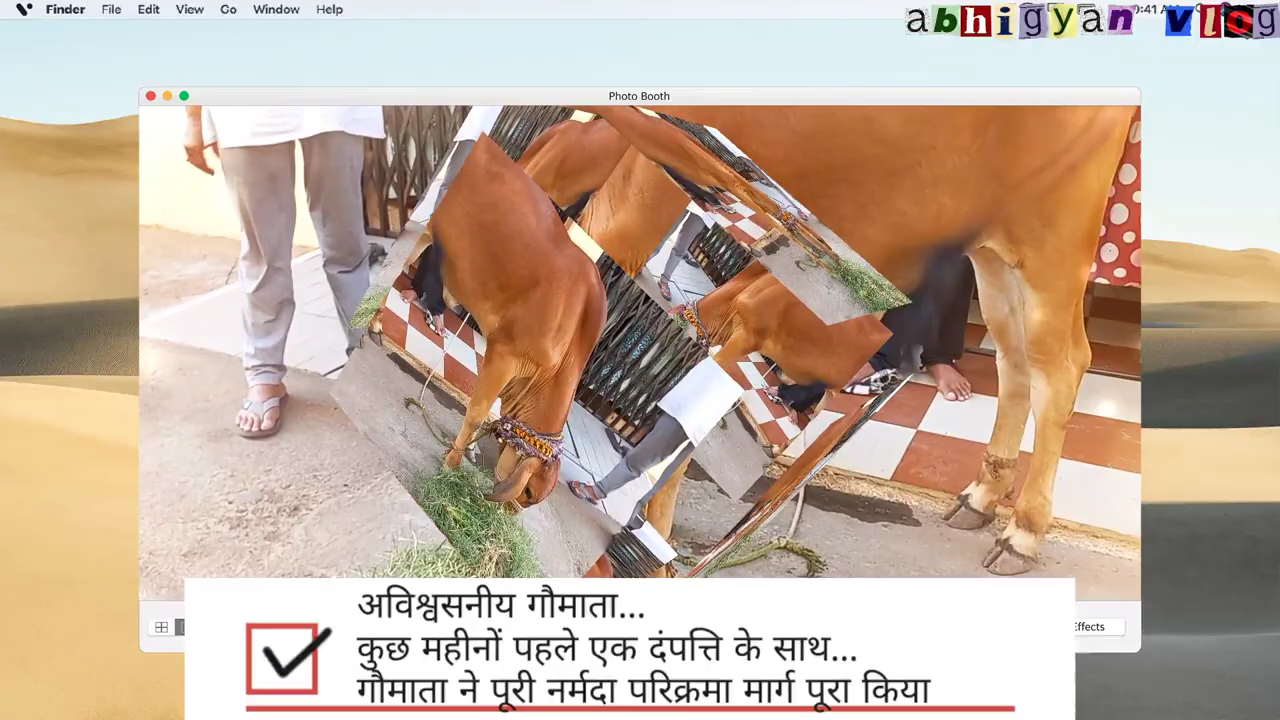 Finder File Edit View Go Window Help
abhigyan vlog
Photo Booth
अविश्वसनीय गौमाता...
कुछ महीनों पहले एक दंपत्ति के साथ...
गौमाता ने पूरी नर्मदा परिक्रमा मार्ग पूरा किया